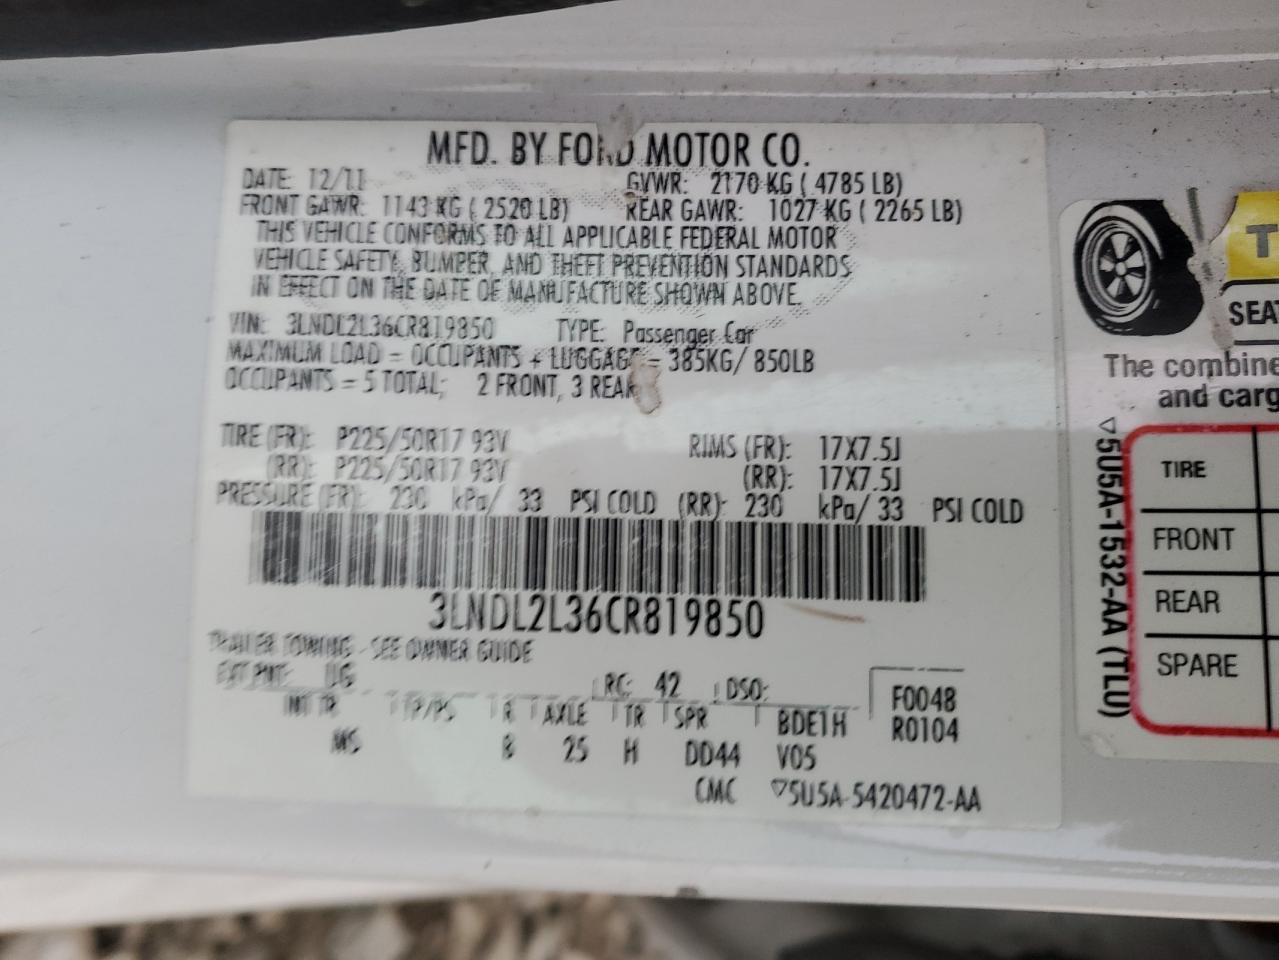 MFD. BY FORD MOTOR CO.
DATE: 12/11 GVWR: 2170 KG ( 4785 LB)
FRONT GAWR: 1143 KG ( 2520 LB) REAR GAWR: 1027 KG ( 2265 LB)
THIS VEHICLE CONFORMS TO ALL APPLICABLE FEDERAL MOTOR
VEHICLE SAFETY, BUMPER, AND THEFT PREVENTION STANDARDS
IN EFFECT ON THE DATE OF MANUFACTURE SHOWN ABOVE.
VIN: 3LNDL2L36CR819850 TYPE: Passenger Car
MAXIMUM LOAD = OCCUPANTS + LUGGAGE = 385KG/ 850LB
OCCUPANTS = 5 TOTAL; 2 FRONT, 3 REAR
TIRE (FR): P225/50R17 93V RIMS (FR): 17X7.5J
(RR): P225/50R17 93V (RR): 17X7.5J
PRESSURE (FR): 230 kPa/ 33 PSI COLD (RR): 230 kPa/ 33 PSI COLD
3LNDL2L36CR819850
TRAILER TOWING - SEE OWNER GUIDE
EXT PNT: UG RC: 42 DSO: F0048
INT TR TP/PS R AXLE TR SPR BDE1H R0104
MS B 25 H DD44 V05
CMC ▽5U5A-5420472-AA
T
SEAT
The combine
and carg
▽5U5A-1532-AA (TLU)
TIRE
FRONT
REAR
SPARE